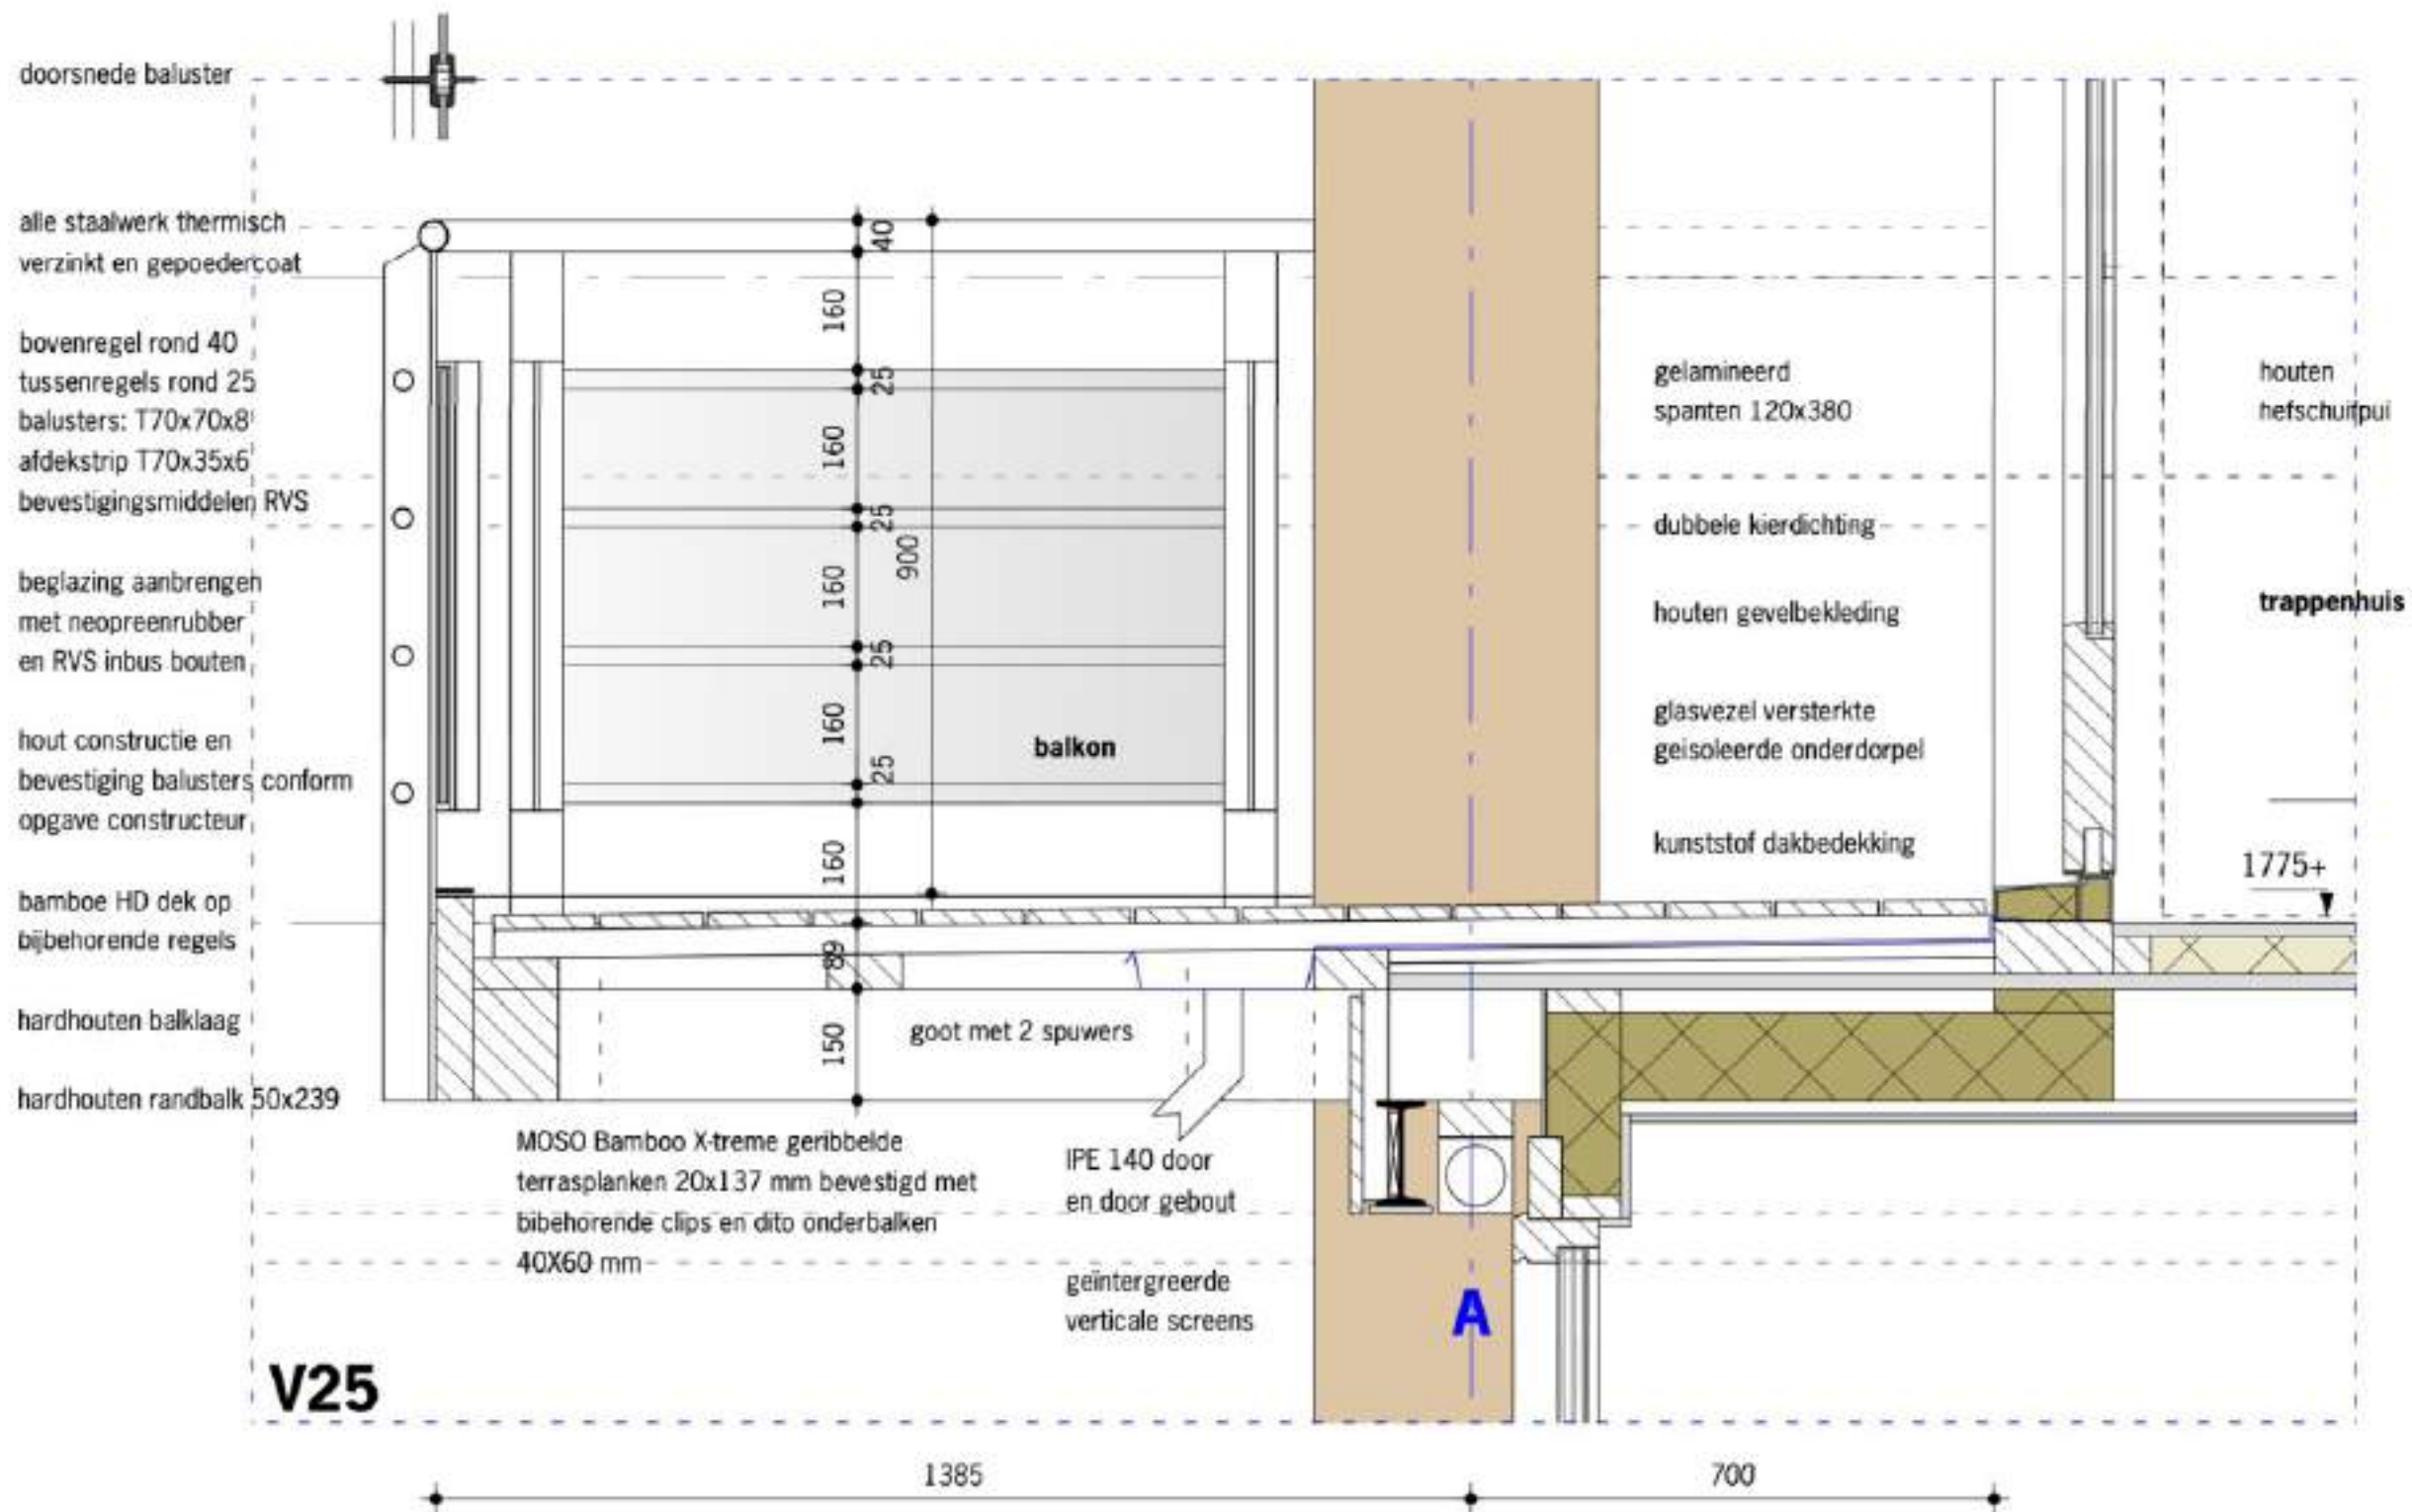 doorsnede baluster
alle staalwerk thermisch
verzinkt en gepoedercoat
bovenregel rond 40
tussenregels rond 25
balusters: T70x70x8
afdekstrip T70x35x6
bevestigingsmiddelen RVS
beglazing aanbrengen
met neopreenrubber
en RVS inbus bouten
hout constructie en
bevestiging balusters conform
opgave constructeur
bamboe HD dek op
bijbehorende regels
hardhouten balklaag
hardhouten randbalk 50x239
40
160
25
160
25
900
160
25
160
25
160
89
150
balkon
goot met 2 spuwers
MOSO Bamboo X-treme geribbelde
terrasplanken 20x137 mm bevestigd met
bibehorende clips en dito onderbalken
40X60 mm
IPE 140 door
en door gebout
geïntergreerde
verticale screens
gelamineerd
spanten 120x380
dubbele kierdichting
houten gevelbekleding
glasvezel versterkte
geisoleerde onderdorpel
kunststof dakbedekking
houten
hefschuifpui
trappenhuis
1775+
A
V25
1385
700